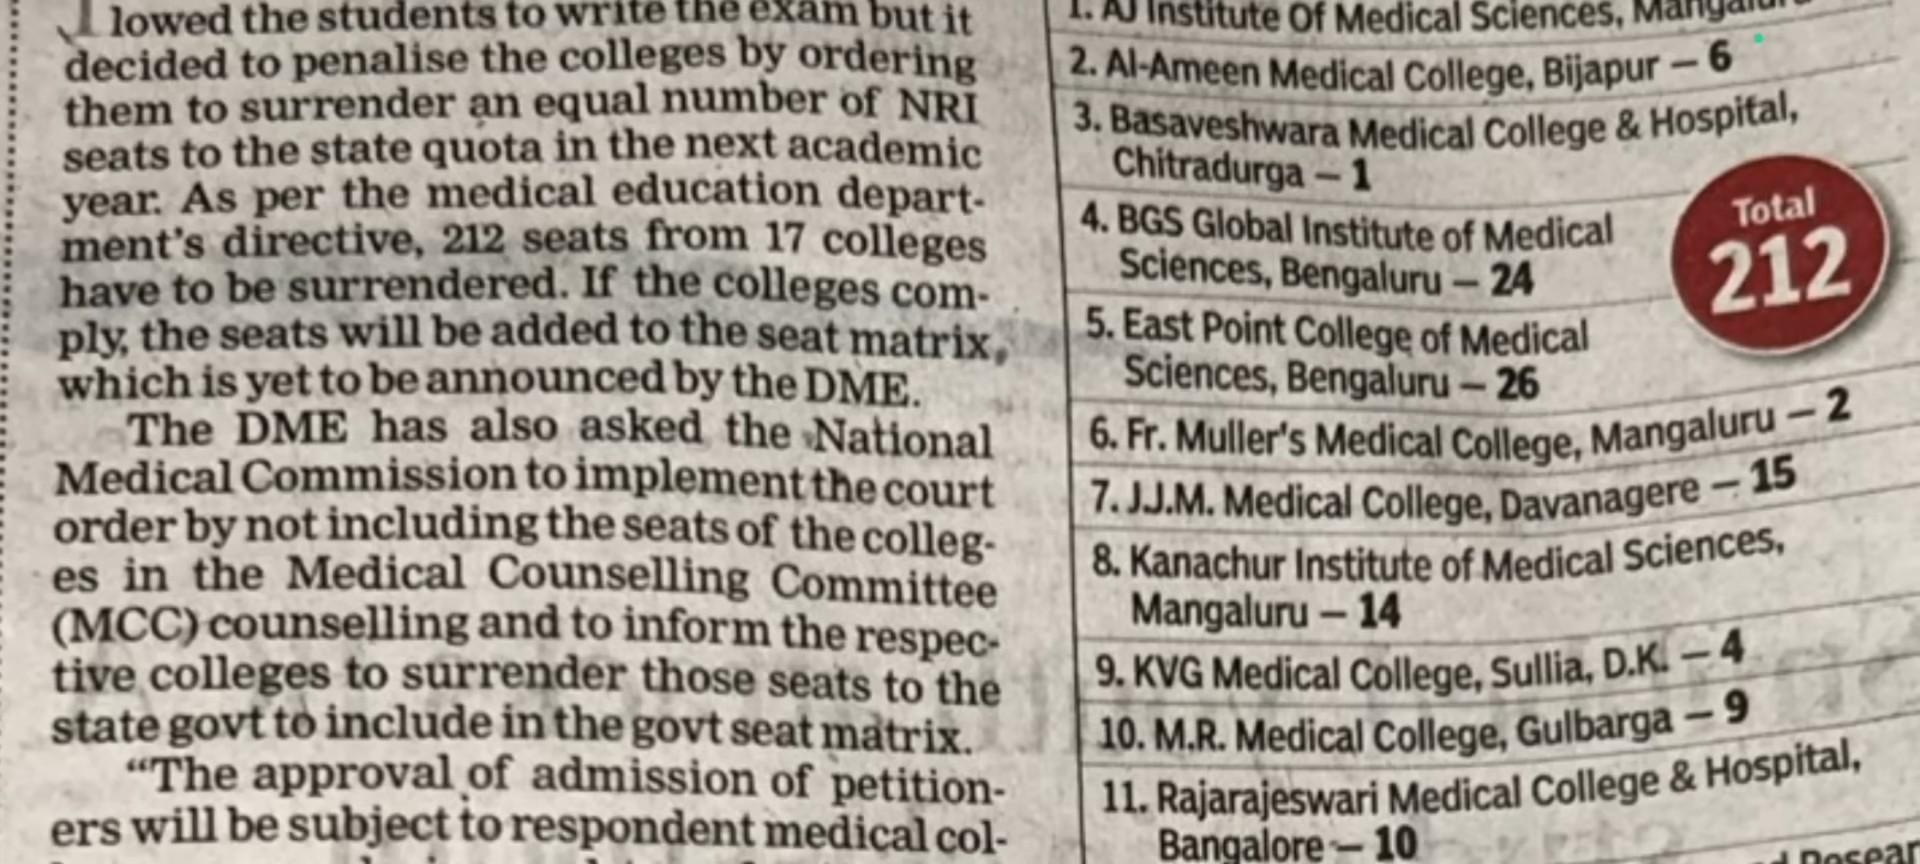 lowed the students to write the exam but it
decided to penalise the colleges by ordering
them to surrender an equal number of NRI
seats to the state quota in the next academic
year. As per the medical education depart-
ment's directive, 212 seats from 17 colleges
have to be surrendered. If the colleges com-
ply, the seats will be added to the seat matrix,
which is yet to be announced by the DME.
The DME has also asked the National
Medical Commission to implement the court
order by not including the seats of the colleg-
es in the Medical Counselling Committee
(MCC) counselling and to inform the respec-
tive colleges to surrender those seats to the
state govt to include in the govt seat matrix.
"The approval of admission of petition-
ers will be subject to respondent medical col-
1. AJ Institute Of Medical Sciences, Mangaluru
2. Al-Ameen Medical College, Bijapur – 6
3. Basaveshwara Medical College & Hospital,
Chitradurga – 1
4. BGS Global Institute of Medical
Sciences, Bengaluru – 24
5. East Point College of Medical
Sciences, Bengaluru – 26
6. Fr. Muller's Medical College, Mangaluru – 2
7. J.J.M. Medical College, Davanagere – 15
8. Kanachur Institute of Medical Sciences,
Mangaluru – 14
9. KVG Medical College, Sullia, D.K. – 4
10. M.R. Medical College, Gulbarga – 9
11. Rajarajeswari Medical College & Hospital,
Bangalore – 10
Total
212